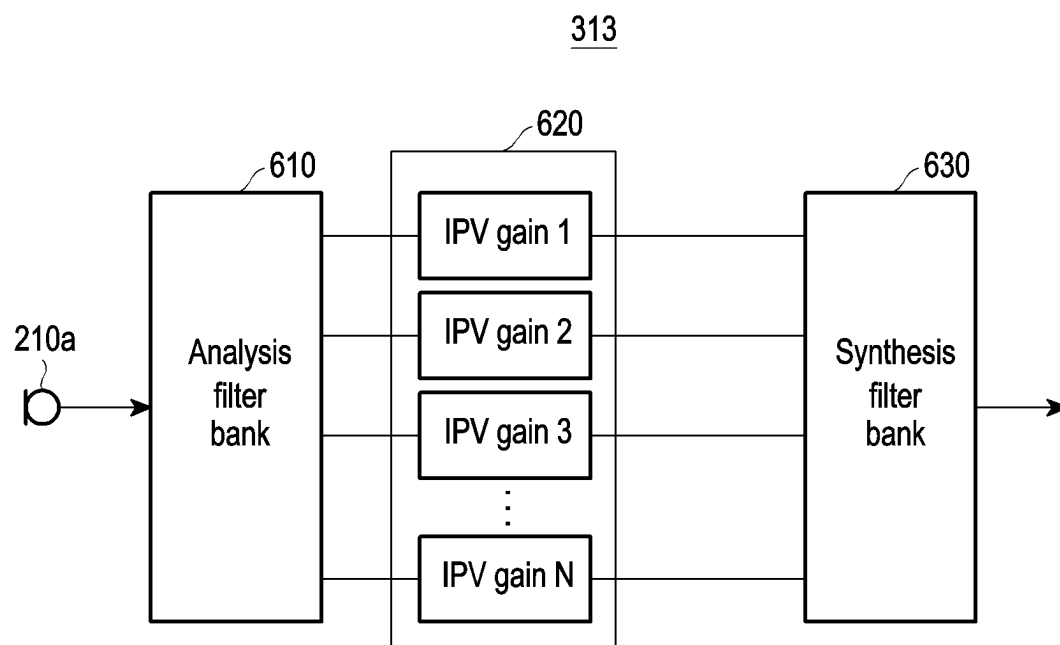 313
620
610
630
IPV gain 1
IPV gain 2
210a
Analysis
filter
bank
Synthesis
filter
bank
IPV gain 3
IPV gain N